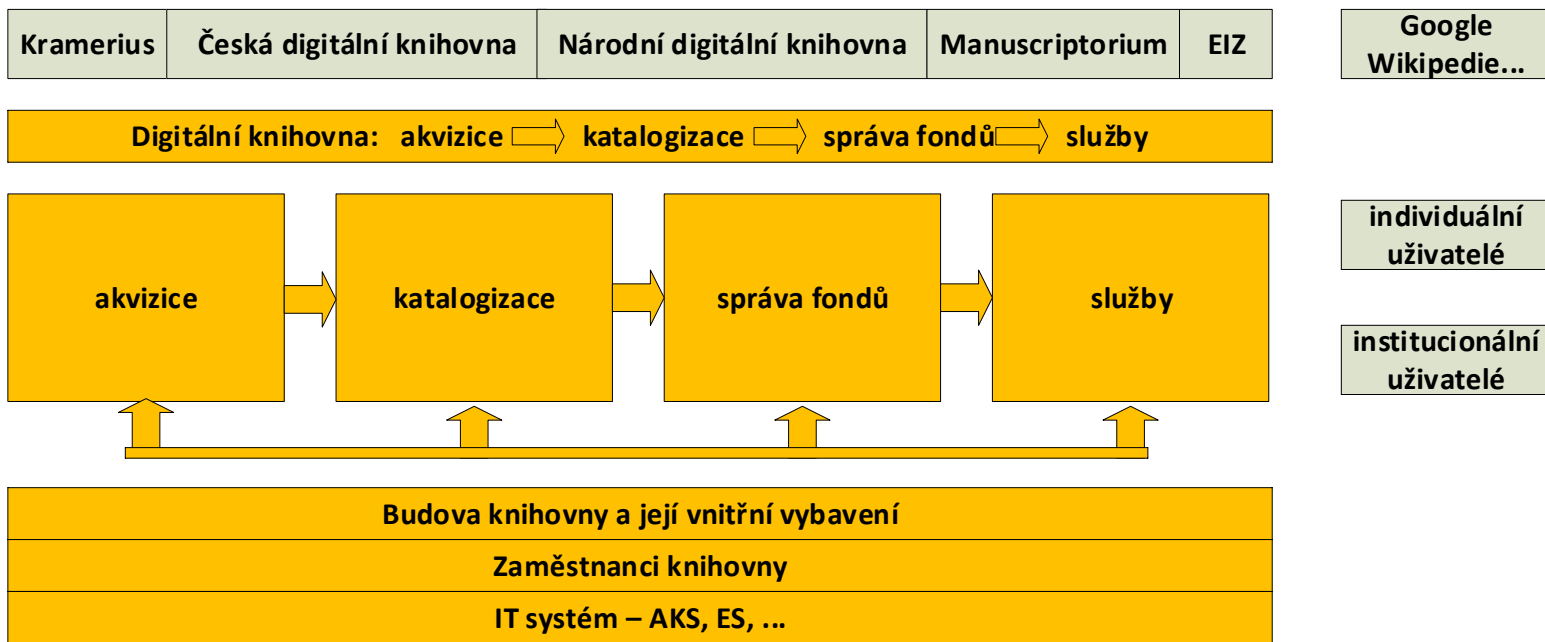 Kramerius
Česká digitální knihovna
Národní digitální knihovna
Manuscriptorium
EIZ
Google
Wikipedie...
Digitální knihovna: akvizice katalogizace správa fondů služby
akvizice
katalogizace
správa fondů
služby
individuální
uživatelé
institucionální
uživatelé
Budova knihovny a její vnitřní vybavení
Zaměstnanci knihovny
IT systém – AKS, ES, ...